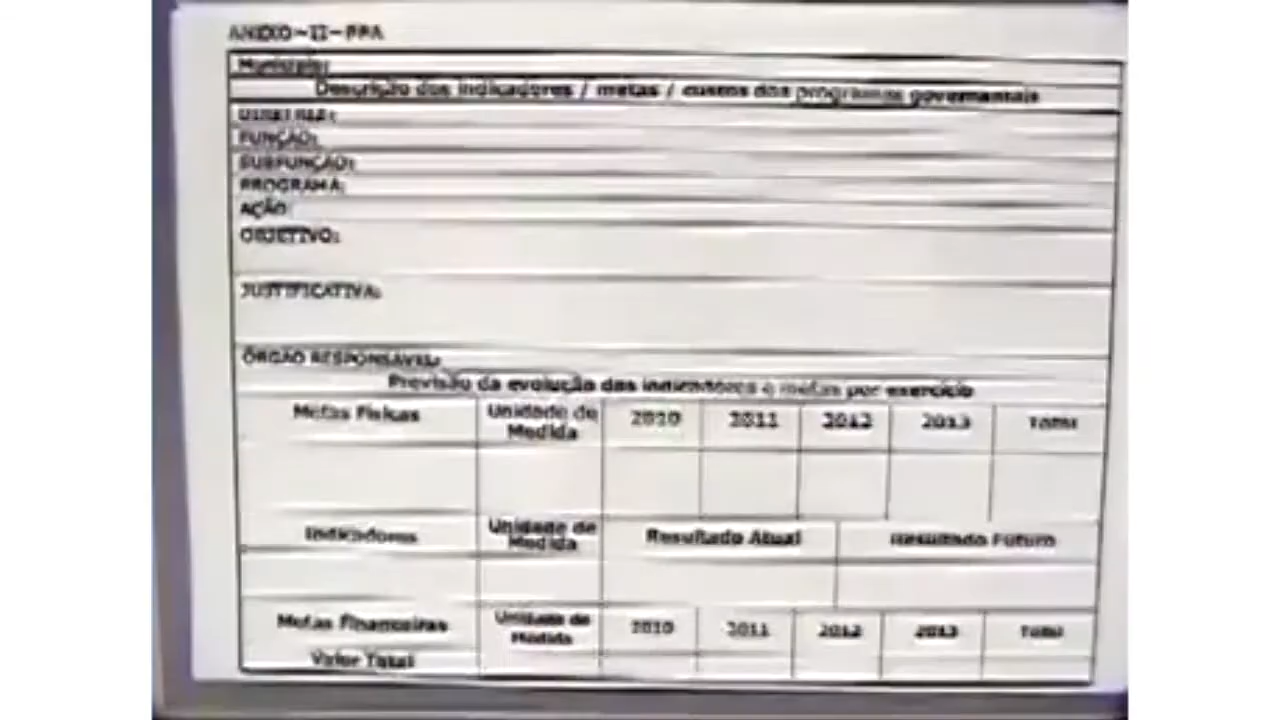 ANEXO-II-PPA
Município:
Descrição dos indicadores / metas / custos dos programas governamentais
DIRETRIZ:
FUNÇÃO:
SUBFUNÇÃO:
PROGRAMA:
AÇÃO:
OBJETIVO:
JUSTIFICATIVA:
ÓRGÃO RESPONSÁVEL:
Previsão da evolução dos indicadores e metas por exercício
Metas Físicas Unidade de Medida 2010 2011 2012 2013 Total
Indicadores Unidade de Medida Resultado Atual Resultado Futuro
Metas Financeiras Unidade de Medida 2010 2011 2012 2013 Total
Valor Total